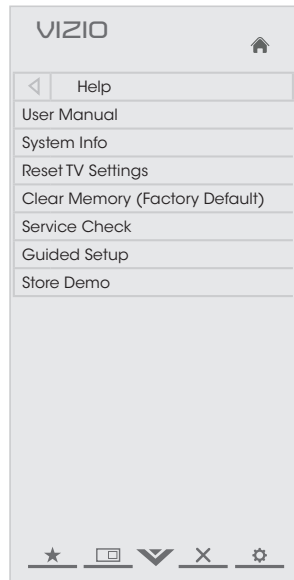 VIZIO
Help
User Manual
System Info
Reset TV Settings
Clear Memory (Factory Default)
Service Check
Guided Setup
Store Demo